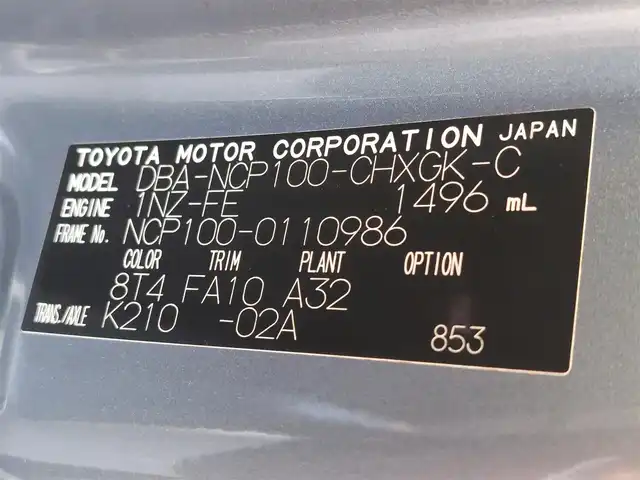 TOYOTA MOTOR CORPORATION JAPAN
MODEL DBA-NCP100-CHXGK-C
ENGINE 1NZ-FE 1496 mL
FRAME No. NCP100-0110986
COLOR TRIM PLANT OPTION
8T4 FA10 A32
TRANS./AXLE K210 -02A
853